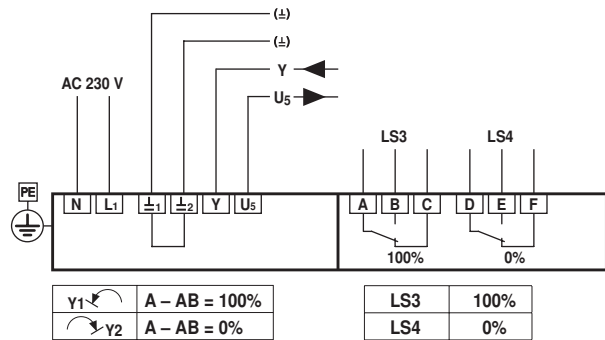 (⊥)
(⊥)
Y
AC 230 V
U5
LS3 LS4
PE
N L1 ⊥1 ⊥2 Y U5 A B C D E F
100% 0%
Y1 A – AB = 100%
Y2 A – AB = 0%
LS3 100%
LS4 0%